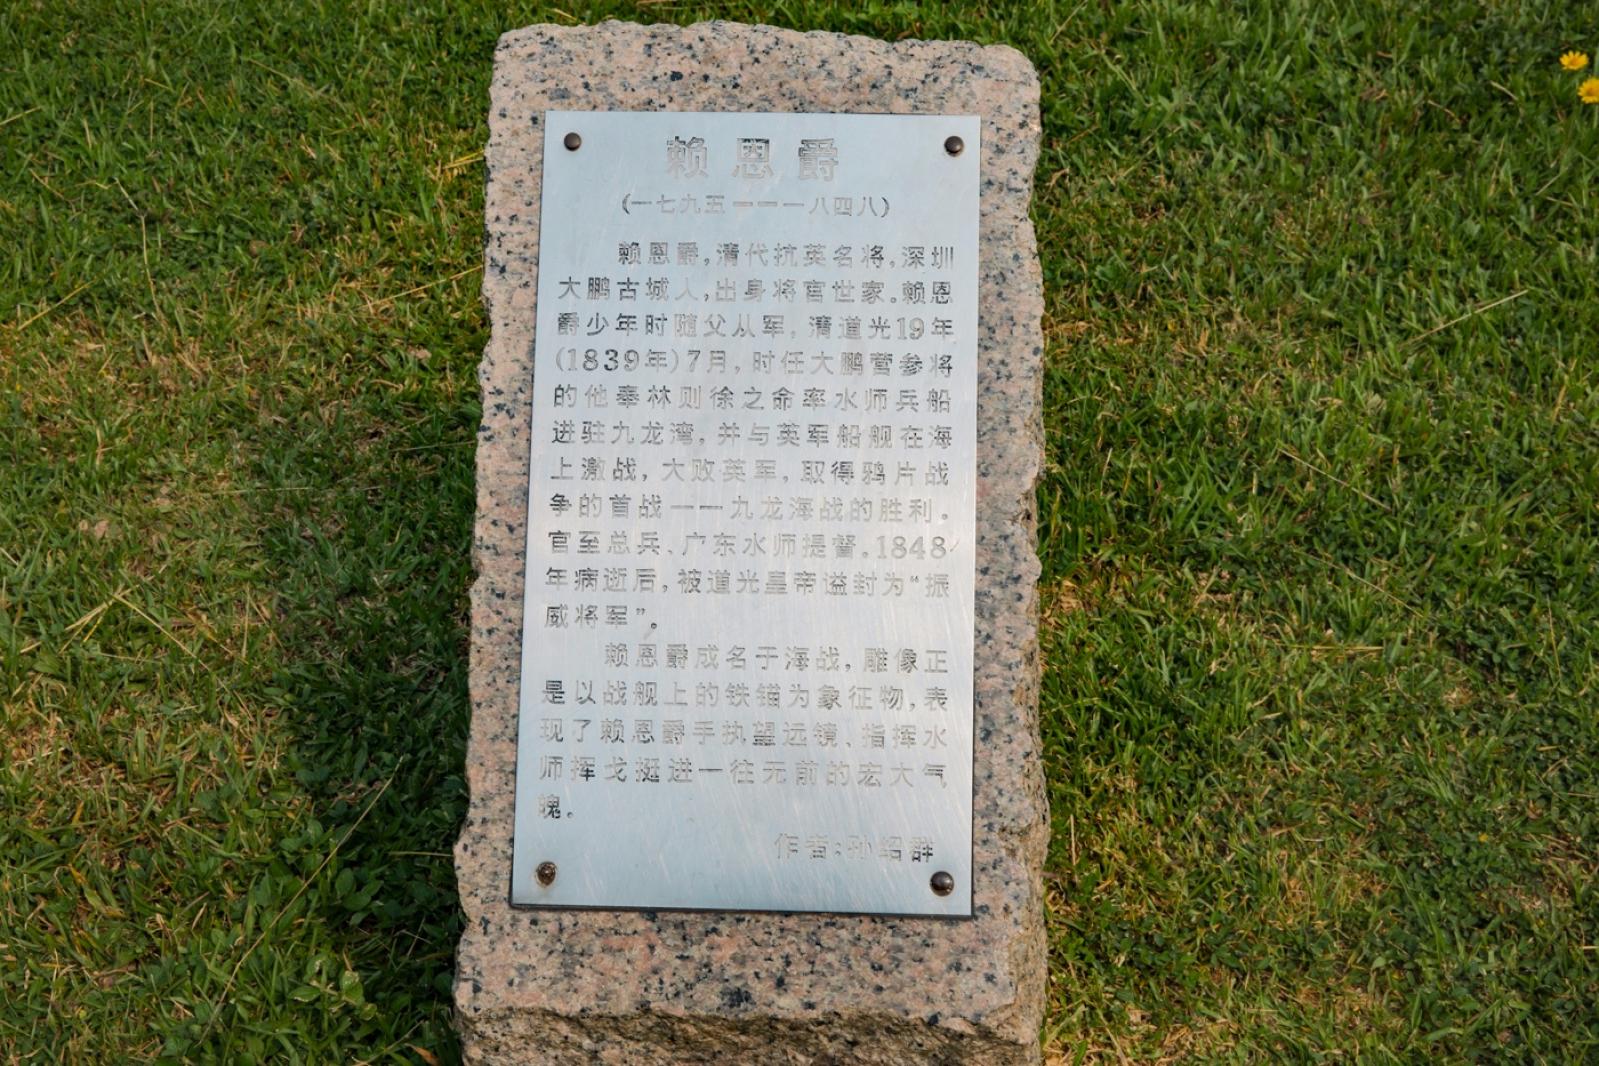 赖恩爵
(一七九五——一八四八)
赖恩爵,清代抗英名将,深圳
大鹏古城人,出身将官世家。赖恩
爵少年时随父从军,清道光19年
(1839年)7月,时任大鹏营参将
的他奉林则徐之命率水师兵船
进驻九龙湾,并与英军船舰在海
上激战,大败英军,取得鸦片战
争的首战——九龙海战的胜利。
官至总兵、广东水师提督。1848
年病逝后,被道光皇帝谥封为“振
威将军”。
赖恩爵成名于海战,雕像正
是以战舰上的铁锚为象征物,表
现了赖恩爵手执望远镜、指挥水
师挥戈挺进一往无前的宏大气
魄。
作者:孙绍群